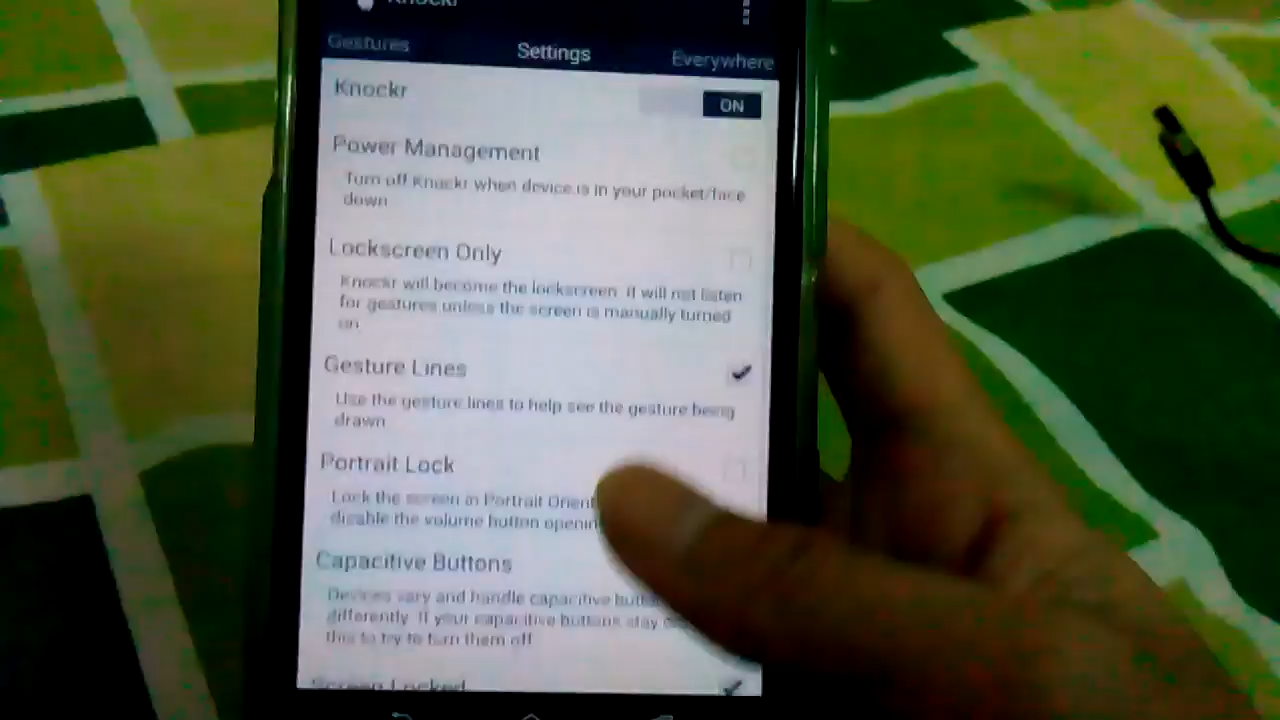 Knockr
Gestures Settings Everywhere
Knockr ON
Power Management
Turn off Knockr when device is in your pocket/face
down
Lockscreen Only
Knockr will become the lockscreen. It will not listen
for gestures unless the screen is manually turned
on
Gesture Lines
Use the gesture lines to help see the gesture being
drawn
Portrait Lock
Lock the screen in Portrait
disable the volume button
Capacitive Buttons
Devices vary and handle capacitive
differently. If your capacitive buttons stay
this to try to turn them off
Screen Locked